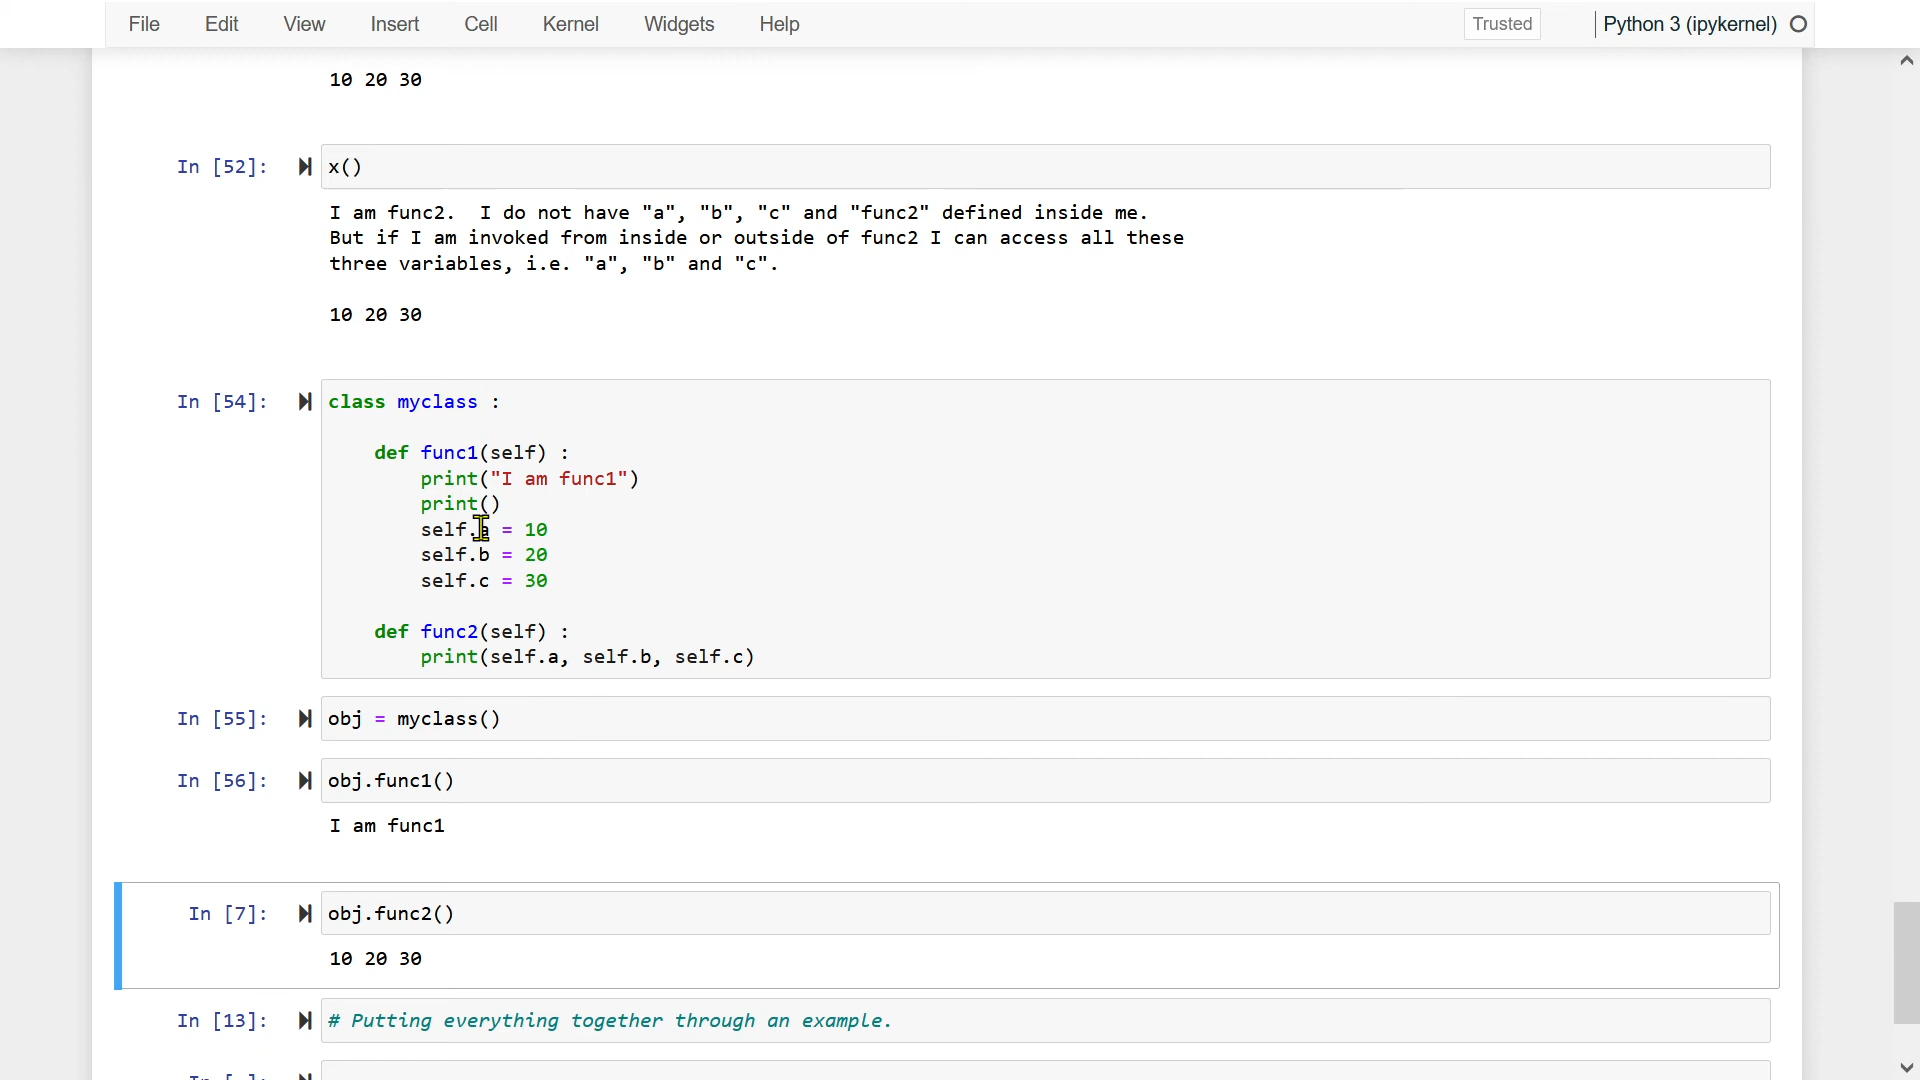 File Edit View Insert Cell Kernel Widgets Help Trusted Python 3 (ipykernel)
10 20 30
In [52]: x()
I am func2.  I do not have "a", "b", "c" and "func2" defined inside me.
But if I am invoked from inside or outside of func2 I can access all these
three variables, i.e. "a", "b" and "c".
10 20 30
In [54]: class myclass :
def func1(self) :
print("I am func1")
print()
self.a = 10
self.b = 20
self.c = 30
def func2(self) :
print(self.a, self.b, self.c)
In [55]: obj = myclass()
In [56]: obj.func1()
I am func1
In [7]: obj.func2()
10 20 30
In [13]: # Putting everything together through an example.